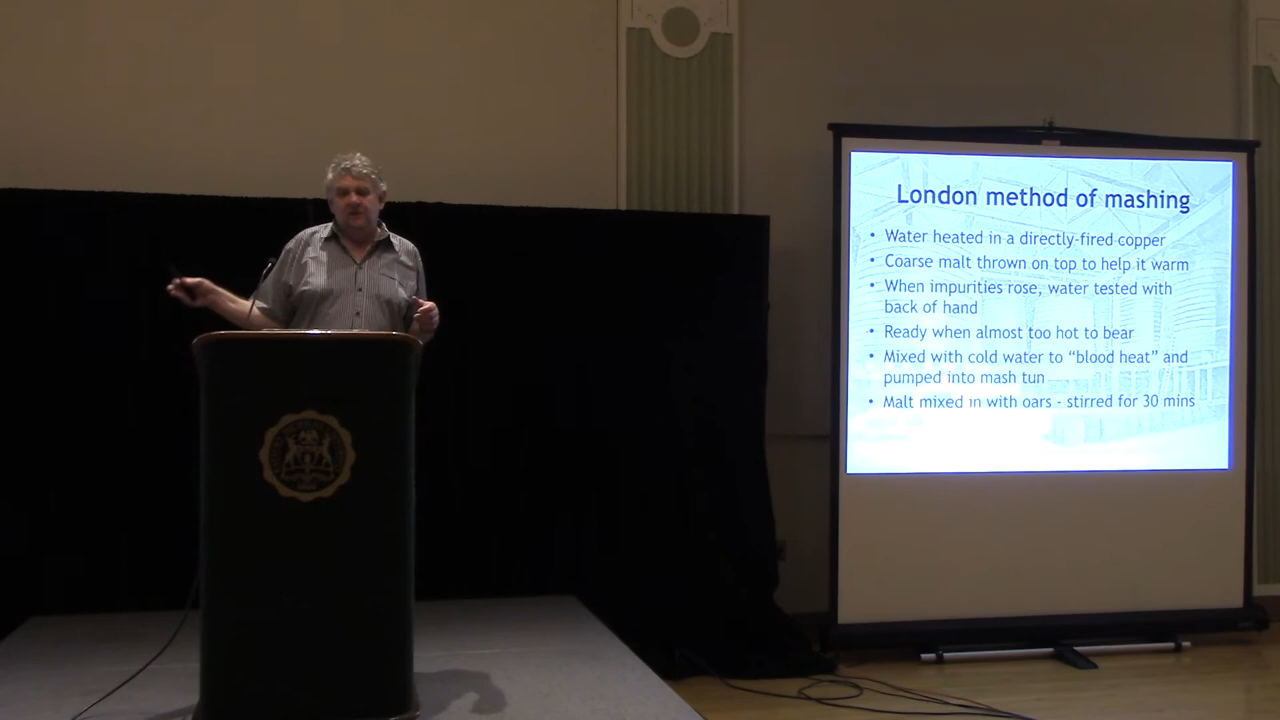 London method of mashing
• Water heated in a directly-fired copper
• Coarse malt thrown on top to help it warm
• When impurities rose, water tested with
back of hand
• Ready when almost too hot to bear
• Mixed with cold water to “blood heat” and
pumped into mash tun
• Malt mixed in with oars - stirred for 30 mins